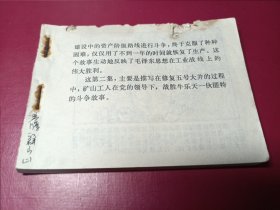 建设中的资产阶级路线进行斗争，终于克服了种种
困难，仅仅用了不到一年的时间就恢复了生产。这
个故事生动地反映了毛泽东思想在工业战线上的
伟大胜利。
这第二集，主要是描写在修复五号大井的过程
中，矿山工人在党的领导下，战胜牛乐天一伙匪特
的斗争故事。